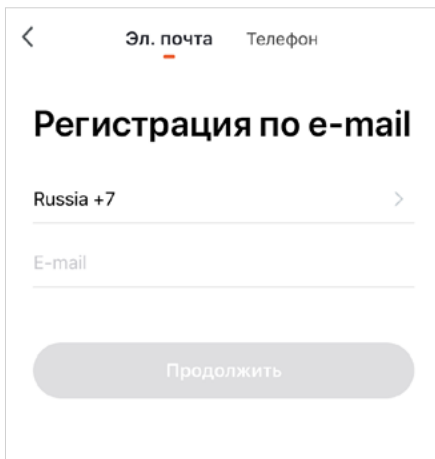 Эл. почта Телефон
Регистрация по e-mail
Russia +7
E-mail
Продолжить